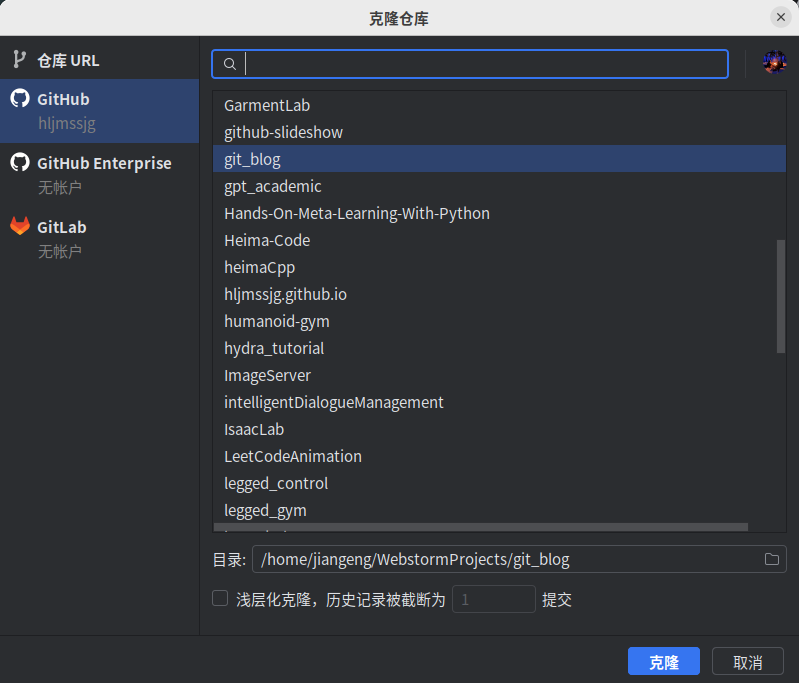 克隆仓库
仓库 URL
GitHub
hljmssjg
GitHub Enterprise
无帐户
GitLab
无帐户
GarmentLab
github-slideshow
git_blog
gpt_academic
Hands-On-Meta-Learning-With-Python
Heima-Code
heimaCpp
hljmssjg.github.io
humanoid-gym
hydra_tutorial
ImageServer
intelligentDialogueManagement
IsaacLab
LeetCodeAnimation
legged_control
legged_gym
目录: /home/jiangeng/WebstormProjects/git_blog
浅层化克隆，历史记录被截断为 1 提交
克隆 取消